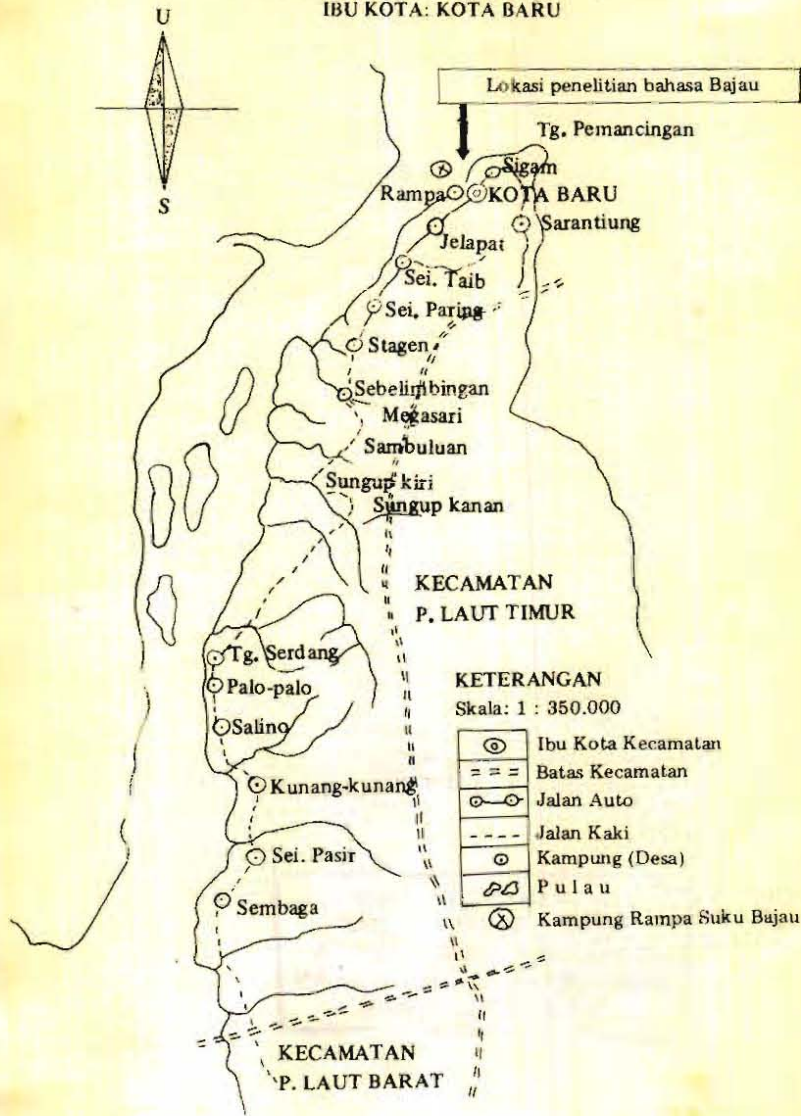 IBU KOTA: KOTA BARU
U
S
Lokasi penelitian bahasa Bajau
Tg. Pemancingan
Sigam
Rampa
KOTA BARU
Sarantiung
Jelapat
Sei. Taib
Sei. Paring
Stagen
Sebelimbingan
Megasari
Sambuluan
Sungup kiri
Sungup kanan
KECAMATAN
P. LAUT TIMUR
Tg. Serdang
Palo-palo
Salino
Kunang-kunang
Sei. Pasir
Sembaga
KETERANGAN
Skala: 1 : 350.000
Ibu Kota Kecamatan
Batas Kecamatan
Jalan Auto
Jalan Kaki
Kampung (Desa)
Pulau
Kampung Rampa Suku Bajau
KECAMATAN
P. LAUT BARAT